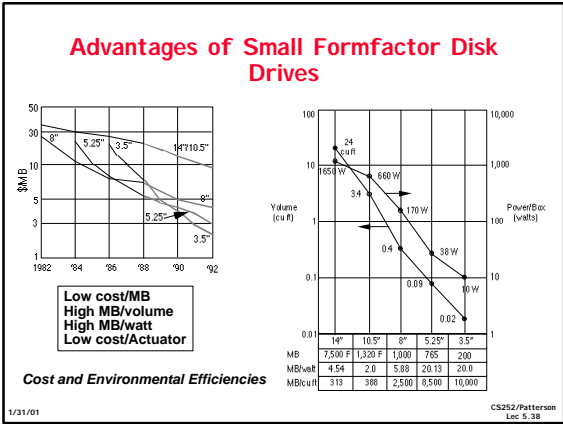 Advantages of Small Formfactor Disk
Drives
50
30
10
5
3
1
$MB
8"
5.25"
3.5"
14"/10.5"
8"
5.25"
3.5"
1982
'84
'86
'88
'90
'92
Low cost/MB
High MB/volume
High MB/watt
Low cost/Actuator
Cost and Environmental Efficiencies
100
10
1
0.1
0.01
Volume
(cu ft)
10,000
1,000
100
10
1
Power/Box
(watts)
24
cu ft
1650 W
660 W
3.4
170 W
0.4
38 W
0.09
10 W
0.02
14" 10.5" 8" 5.25" 3.5"
MB 7,500 F 1,320 F 1,000 765 200
MB/watt 4.54 2.0 5.88 20.13 20.0
MB/cu ft 313 388 2,500 8,500 10,000
1/31/01
CS252/Patterson
Lec 5.38